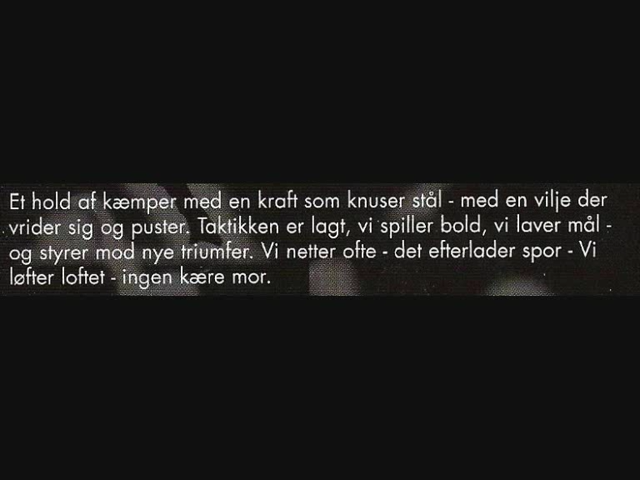 Et hold af kæmper med en kraft som knuser stål - med en vilje der
vrider sig og puster. Taktikken er lagt, vi spiller bold, vi laver mål -
og styrer mod nye triumfer. Vi netter ofte - det efterlader spor - Vi
løfter loftet - ingen kære mor.